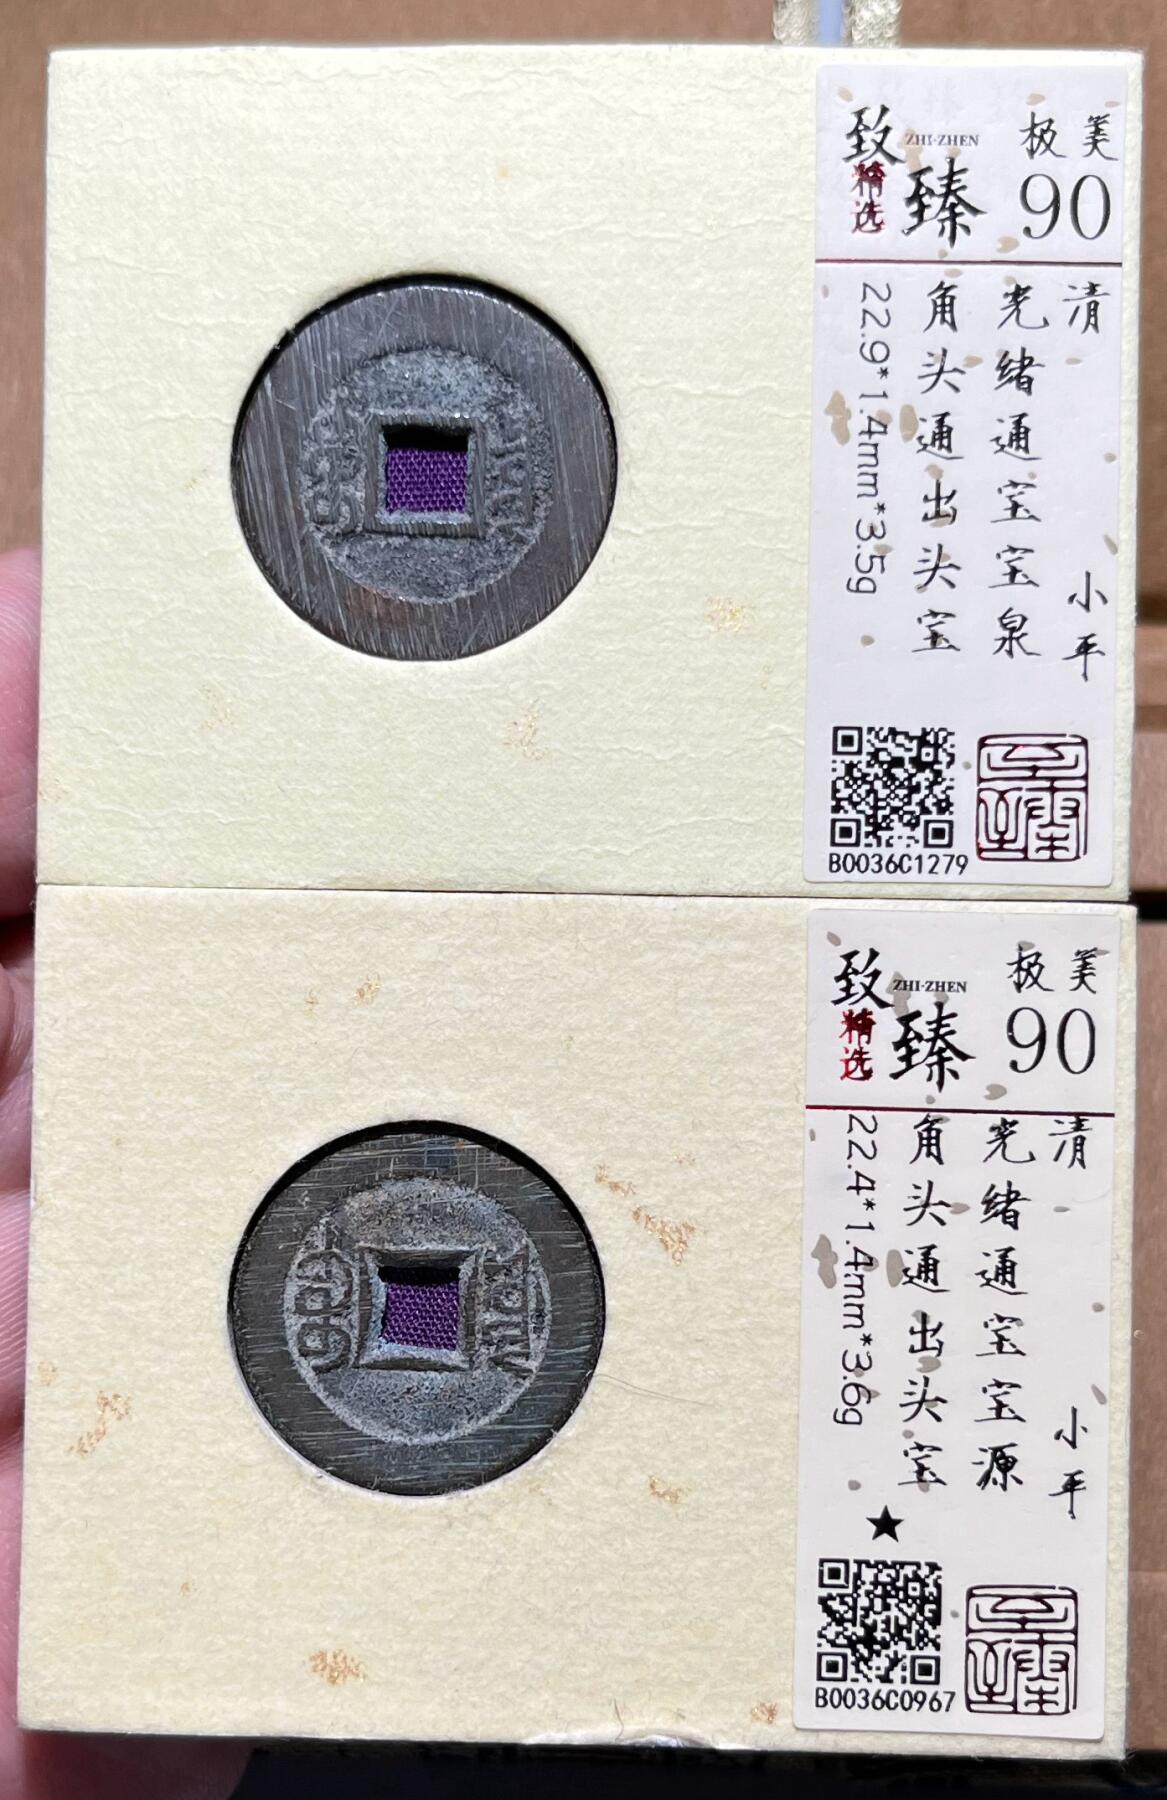 致臻
ZHI·ZHEN
精选
极美
90
清 小平
光绪通宝宝泉
角头通出头宝
22.9*1.4mm*3.5g
B0036C1279
致臻
ZHI·ZHEN
精选
极美
90
清 小平
光绪通宝宝源
角头通出头宝
22.4*1.4mm*3.6g
★
B0036C0967